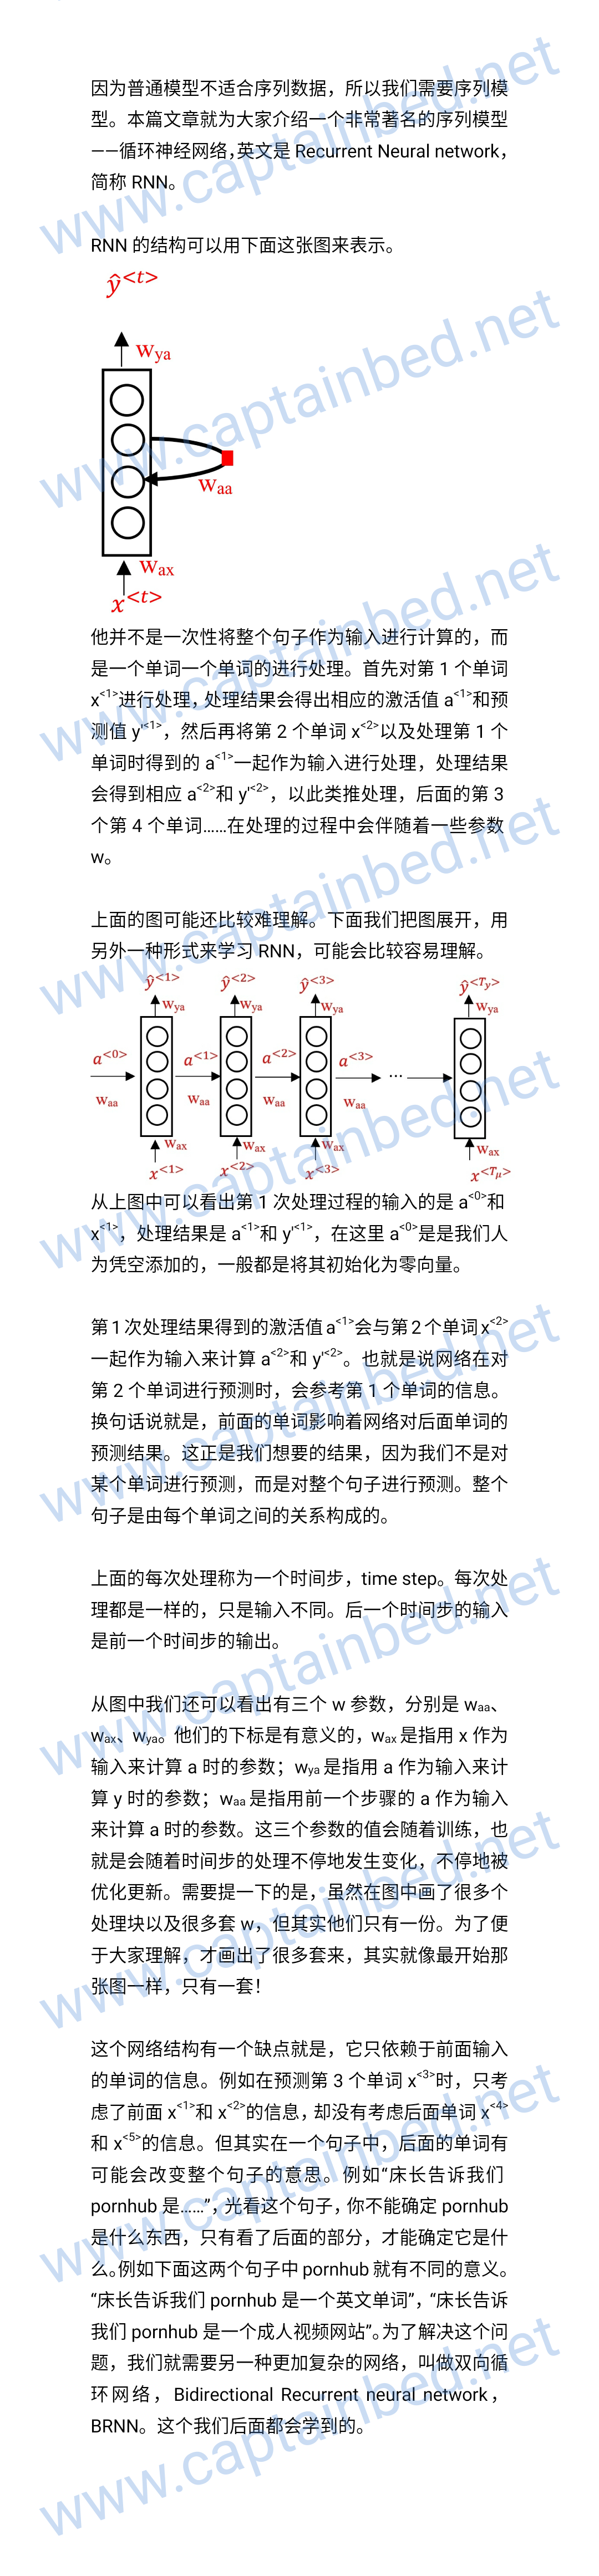 因为普通模型不适合序列数据，所以我们需要序列模
型。本篇文章就为大家介绍一个非常著名的序列模型
——循环神经网络，英文是 Recurrent Neural network，
简称 RNN。
RNN 的结构可以用下面这张图来表示。
ŷ<t>
wya
waa
wax
x<t>
他并不是一次性将整个句子作为输入进行计算的，而
是一个单词一个单词的进行处理。首先对第 1 个单词
x<1>进行处理，处理结果会得出相应的激活值 a<1>和预
测值 y'<1>，然后再将第 2 个单词 x<2>以及处理第 1 个
单词时得到的 a<1>一起作为输入进行处理，处理结果
会得到相应 a<2>和 y'<2>，以此类推处理，后面的第 3
个第 4 个单词……在处理的过程中会伴随着一些参数
w。
上面的图可能还比较难理解。下面我们把图展开，用
另外一种形式来学习 RNN，可能会比较容易理解。
ŷ<1> ŷ<2> ŷ<3> ŷ<Ty>
wya wya wya wya
a<0> a<1> a<2> a<3> ...
waa waa waa waa
wax wax wax wax
x<1> x<2> x<3> x<Tμ>
从上图中可以看出第 1 次处理过程的输入的是 a<0>和
x<1>，处理结果是 a<1>和 y'<1>，在这里 a<0>是是我们人
为凭空添加的，一般都是将其初始化为零向量。
第 1 次处理结果得到的激活值 a<1>会与第 2 个单词 x<2>
一起作为输入来计算 a<2>和 y'<2>。也就是说网络在对
第 2 个单词进行预测时，会参考第 1 个单词的信息。
换句话说就是，前面的单词影响着网络对后面单词的
预测结果。这正是我们想要的结果，因为我们不是对
某个单词进行预测，而是对整个句子进行预测。整个
句子是由每个单词之间的关系构成的。
上面的每次处理称为一个时间步，time step。每次处
理都是一样的，只是输入不同。后一个时间步的输入
是前一个时间步的输出。
从图中我们还可以看出有三个 w 参数，分别是 waa、
wax、wya。他们的下标是有意义的，wax 是指用 x 作为
输入来计算 a 时的参数；wya 是指用 a 作为输入来计
算 y 时的参数；waa 是指用前一个步骤的 a 作为输入
来计算 a 时的参数。这三个参数的值会随着训练，也
就是会随着时间步的处理不停地发生变化，不停地被
优化更新。需要提一下的是，虽然在图中画了很多个
处理块以及很多套 w，但其实他们只有一份。为了便
于大家理解，才画出了很多套来，其实就像最开始那
张图一样，只有一套！
这个网络结构有一个缺点就是，它只依赖于前面输入
的单词的信息。例如在预测第 3 个单词 x<3>时，只考
虑了前面 x<1>和 x<2>的信息，却没有考虑后面单词 x<4>
和 x<5>的信息。但其实在一个句子中，后面的单词有
可能会改变整个句子的意思。例如“床长告诉我们
pornhub 是……”，光看这个句子，你不能确定 pornhub
是什么东西，只有看了后面的部分，才能确定它是什
么。例如下面这两个句子中 pornhub 就有不同的意义。
“床长告诉我们 pornhub 是一个英文单词”，“床长告诉
我们 pornhub 是一个成人视频网站”。为了解决这个问
题，我们就需要另一种更加复杂的网络，叫做双向循
环网络，Bidirectional Recurrent neural network，
BRNN。这个我们后面都会学到的。
www.captainbed.net
www.captainbed.net
www.captainbed.net
www.captainbed.net
www.captainbed.net
www.captainbed.net
www.captainbed.net
www.captainbed.net
www.captainbed.net
www.captainbed.net